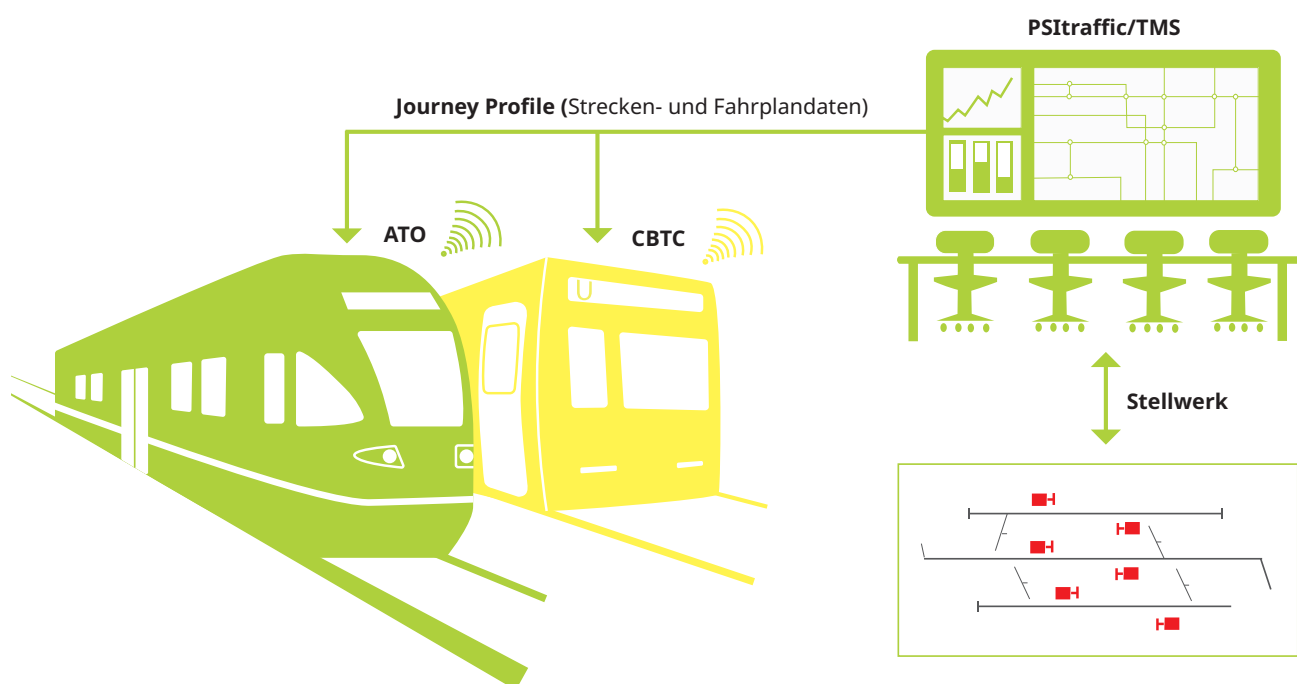 PSItraffic/TMS
Journey Profile (Strecken- und Fahrplandaten)
ATO
CBTC
U
Stellwerk